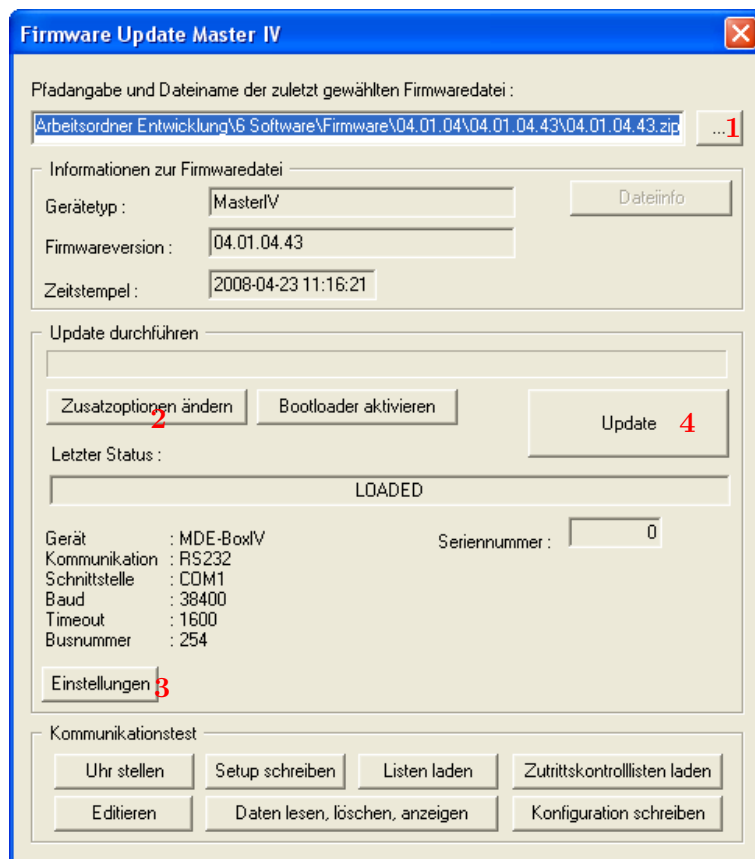 Firmware Update Master IV
Pfadangabe und Dateiname der zuletzt gewählten Firmwaredatei :
Arbeitsordner Entwicklung\6 Software\Firmware\04.01.04\04.01.04.43\04.01.04.43.zip ... 1
Informationen zur Firmwaredatei
Gerätetyp : MasterIV Dateiinfo
Firmwareversion : 04.01.04.43
Zeitstempel : 2008-04-23 11:16:21
Update durchführen
Zusatzoptionen ändern 2 Bootloader aktivieren Update 4
Letzter Status :
LOADED
Gerät : MDE-BoxIV Seriennummer : 0
Kommunikation : RS232
Schnittstelle : COM1
Baud : 38400
Timeout : 1600
Busnummer : 254
Einstellungen 3
Kommunikationstest
Uhr stellen Setup schreiben Listen laden Zutrittskontrolllisten laden
Editieren Daten lesen, löschen, anzeigen Konfiguration schreiben